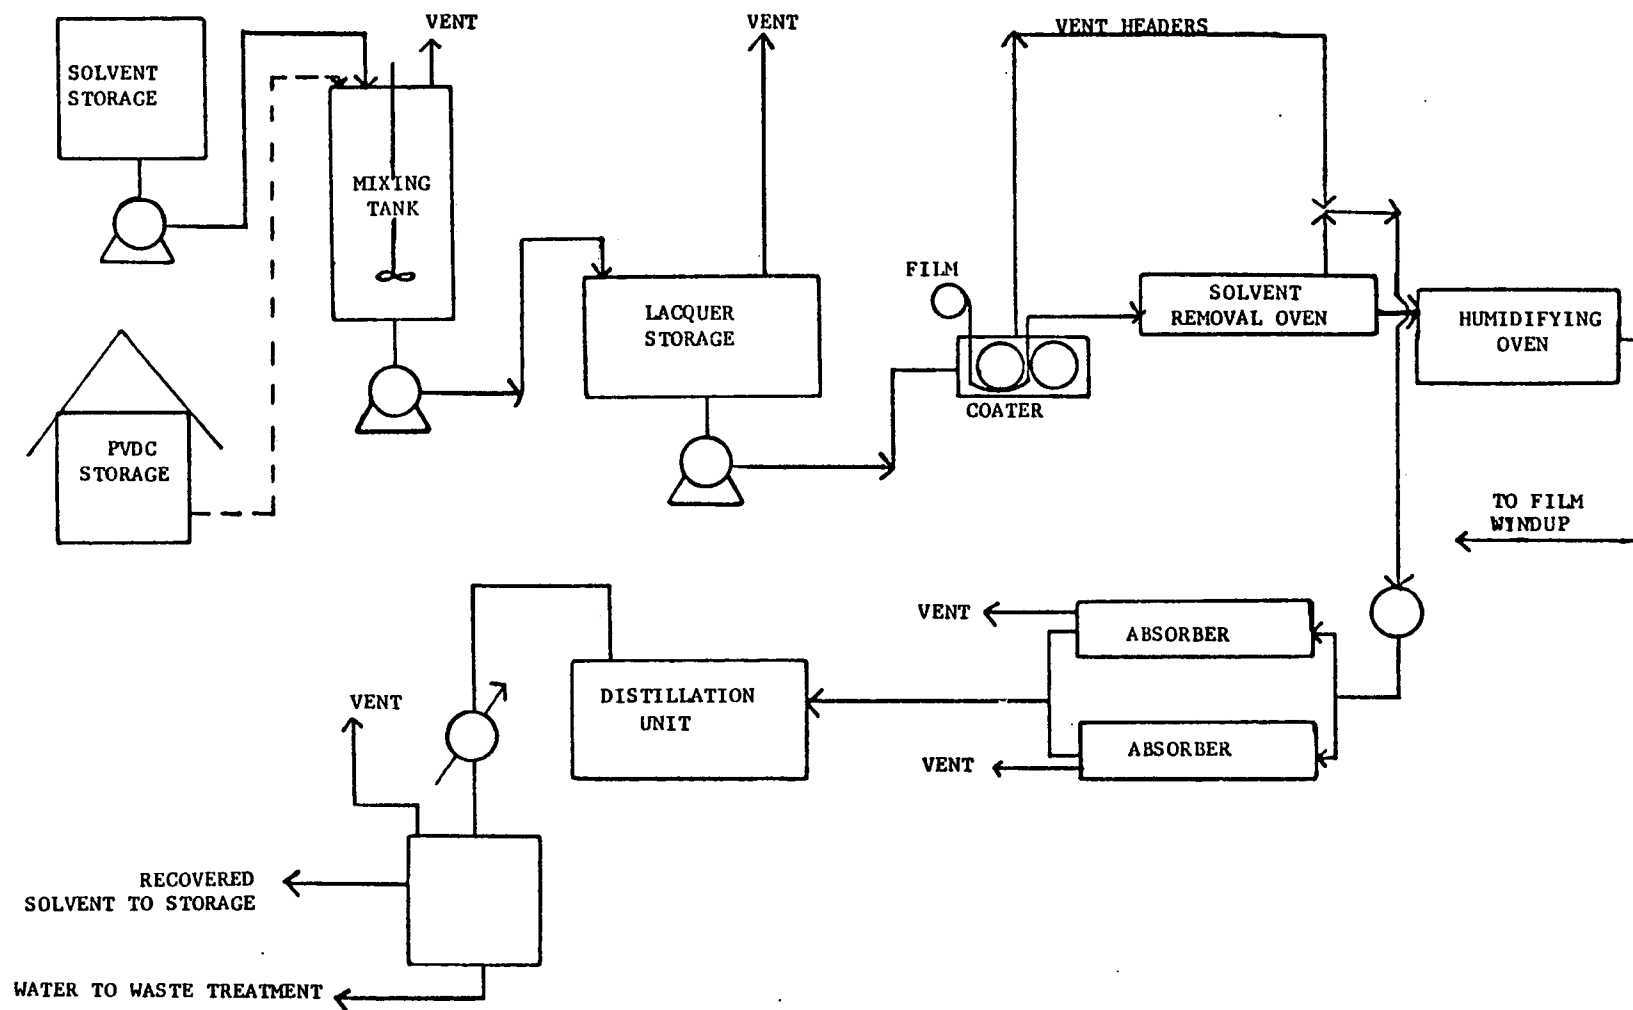 VENT
VENT
VENT HEADERS
SOLVENT
STORAGE
MIXING
TANK
FILM
LACQUER
STORAGE
SOLVENT
REMOVAL OVEN
HUMIDIFYING
OVEN
COATER
PVDC
STORAGE
TO FILM
WINDUP
VENT
ABSORBER
DISTILLATION
UNIT
VENT
ABSORBER
VENT
RECOVERED
SOLVENT TO STORAGE
WATER TO WASTE TREATMENT